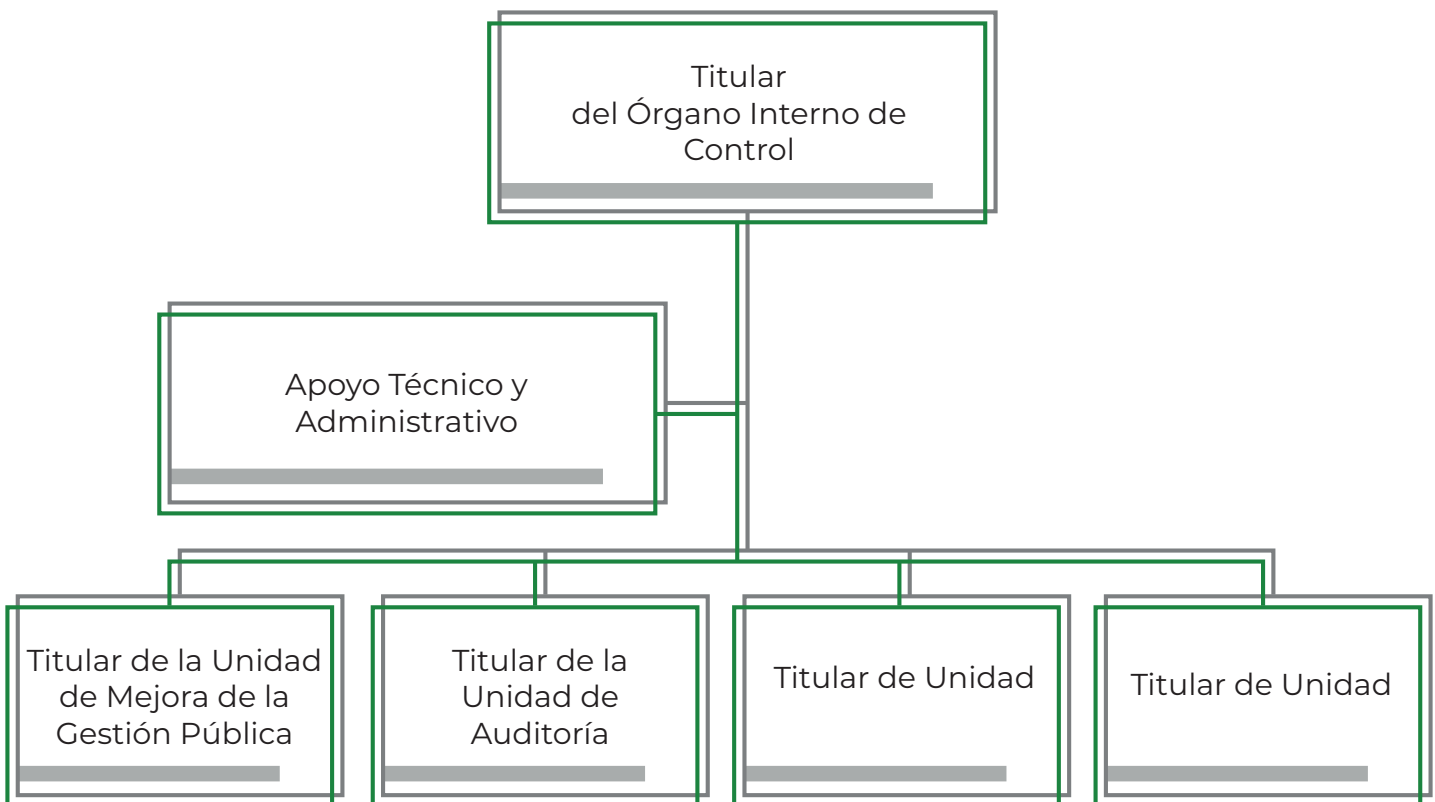 Titular
del Órgano Interno de
Control
Apoyo Técnico y
Administrativo
Titular de la Unidad
de Mejora de la
Gestión Pública
Titular de la
Unidad de
Auditoría
Titular de Unidad
Titular de Unidad